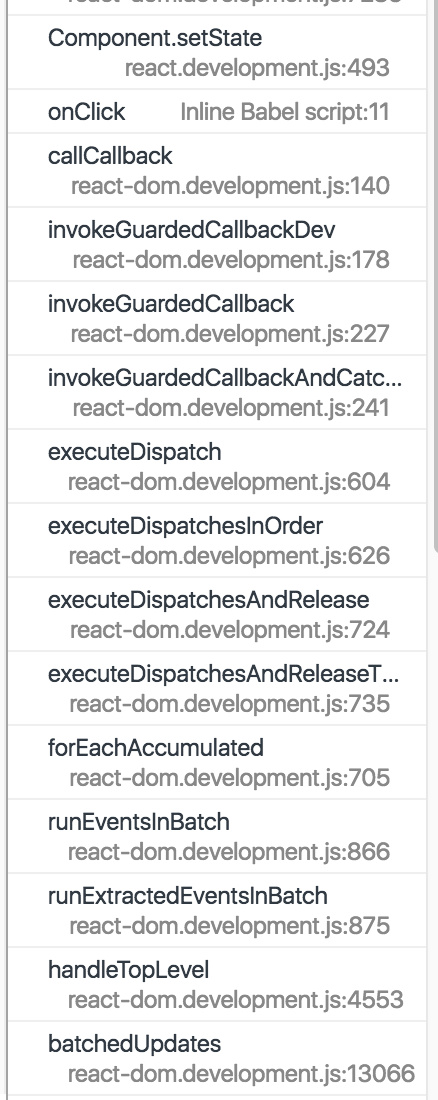 Component.setState
react.development.js:493
onClick Inline Babel script:11
callCallback
react-dom.development.js:140
invokeGuardedCallbackDev
react-dom.development.js:178
invokeGuardedCallback
react-dom.development.js:227
invokeGuardedCallbackAndCatc...
react-dom.development.js:241
executeDispatch
react-dom.development.js:604
executeDispatchesInOrder
react-dom.development.js:626
executeDispatchesAndRelease
react-dom.development.js:724
executeDispatchesAndReleaseT...
react-dom.development.js:735
forEachAccumulated
react-dom.development.js:705
runEventsInBatch
react-dom.development.js:866
runExtractedEventsInBatch
react-dom.development.js:875
handleTopLevel
react-dom.development.js:4553
batchedUpdates
react-dom.development.js:13066